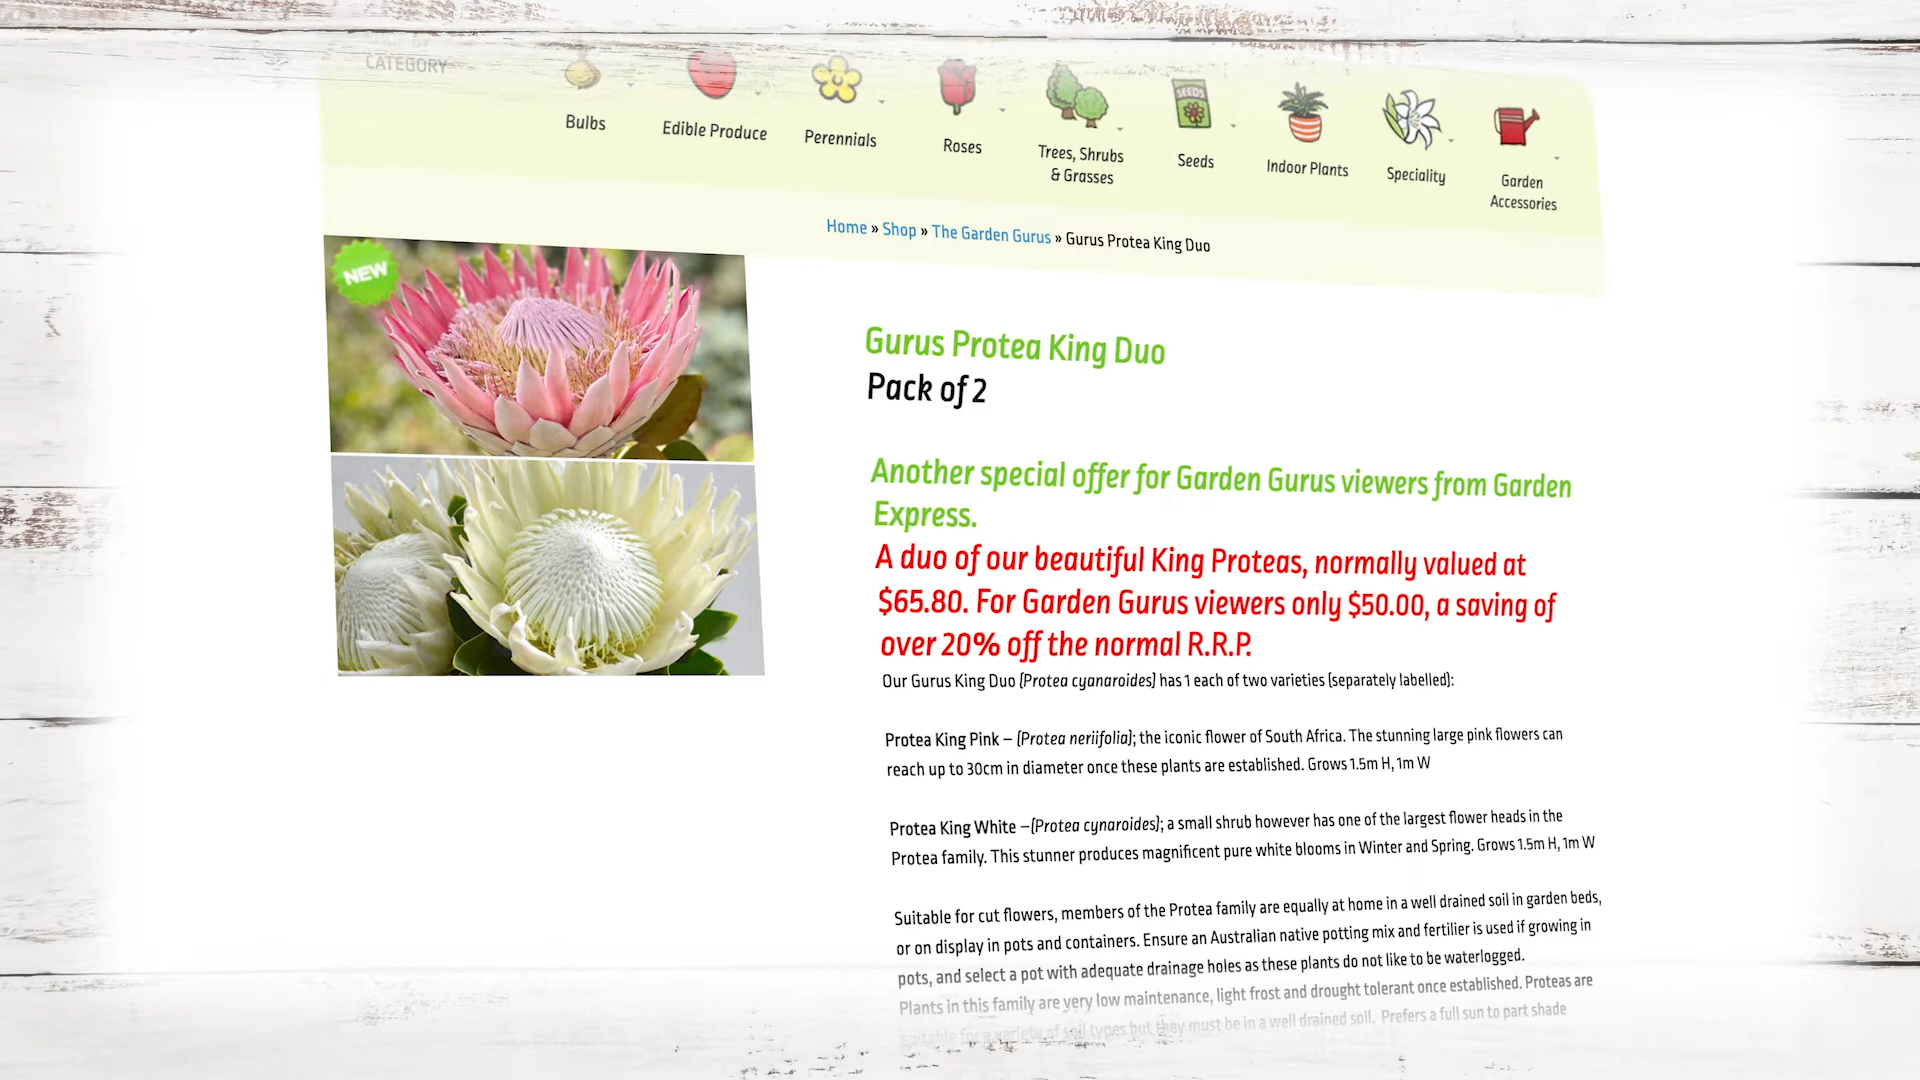 CATEGORY
Bulbs
Edible Produce
Perennials
Roses
Trees, Shrubs
& Grasses
SEEDS
Seeds
Indoor Plants
Speciality
Garden
Accessories
Home » Shop » The Garden Gurus » Gurus Protea King Duo
NEW
Gurus Protea King Duo
Pack of 2
Another special offer for Garden Gurus viewers from Garden
Express.
A duo of our beautiful King Proteas, normally valued at
$65.80. For Garden Gurus viewers only $50.00, a saving of
over 20% off the normal R.R.P.
Our Gurus King Duo (Protea cyanaroides) has 1 each of two varieties (separately labelled):
Protea King Pink – (Protea neriifolia); the iconic flower of South Africa. The stunning large pink flowers can
reach up to 30cm in diameter once these plants are established. Grows 1.5m H, 1m W
Protea King White –(Protea cynaroides); a small shrub however has one of the largest flower heads in the
Protea family. This stunner produces magnificent pure white blooms in Winter and Spring. Grows 1.5m H, 1m W
Suitable for cut flowers, members of the Protea family are equally at home in a well drained soil in garden beds,
or on display in pots and containers. Ensure an Australian native potting mix and fertilier is used if growing in
pots, and select a pot with adequate drainage holes as these plants do not like to be waterlogged.
Plants in this family are very low maintenance, light frost and drought tolerant once established. Proteas are
suitable for a variety of soil types but they must be in a well drained soil. Prefers a full sun to part shade